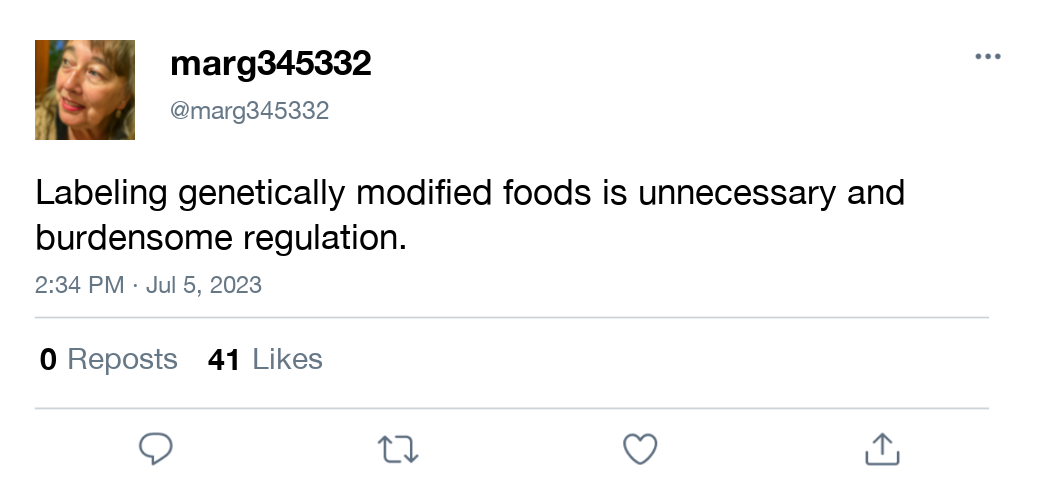 marg345332
@marg345332
Labeling genetically modified foods is unnecessary and
burdensome regulation.
2:34 PM · Jul 5, 2023
0 Reposts 41 Likes